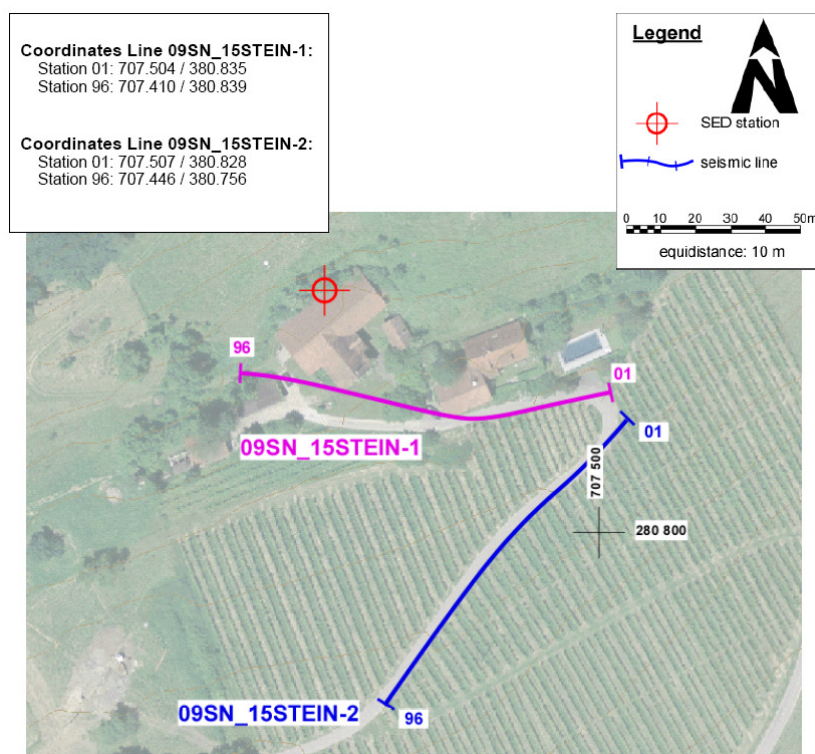 Coordinates Line 09SN_15STEIN-1:
Station 01: 707.504 / 380.835
Station 96: 707.410 / 380.839
Coordinates Line 09SN_15STEIN-2:
Station 01: 707.507 / 380.828
Station 96: 707.446 / 380.756
Legend
N
SED station
seismic line
0 10 20 30 40 50m
equidistance: 10 m
96
01
09SN_15STEIN-1
01
707 500
280 800
09SN_15STEIN-2
96